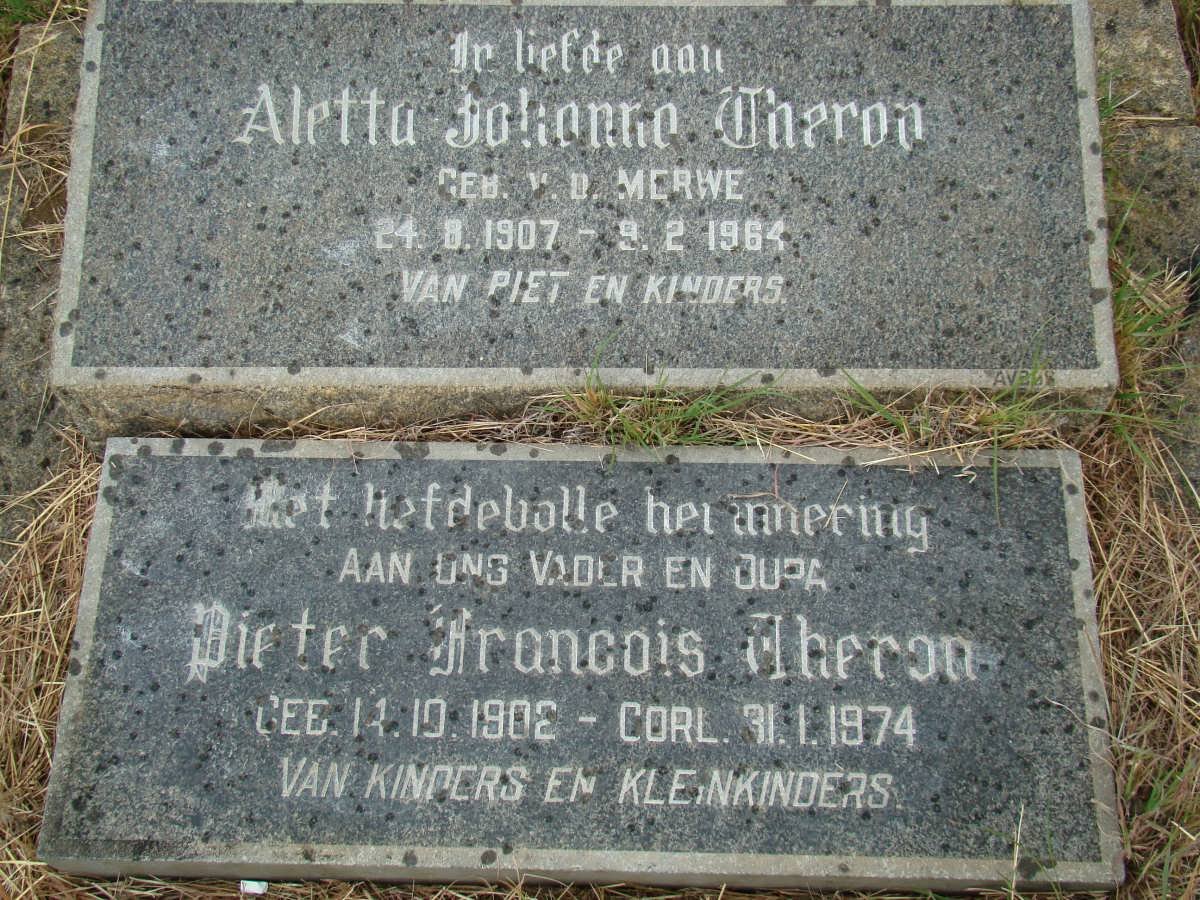 In liefde aan
Aletta Johanna Theron
GEB. V. D. MERWE
24. 8. 1907 - 9. 2 1964
VAN PIET EN KINDERS.
Met liefdevolle herinnering
AAN ONS VADER EN OUPA
Pieter Francois Theron
GEB. 14. 10. 1902 - OORL. 31. 1. 1974
VAN KINDERS EN KLEINKINDERS.